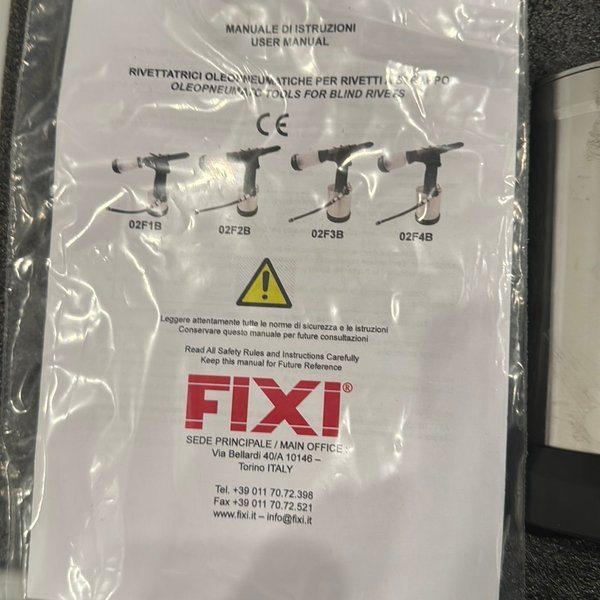 MANUALE DI ISTRUZIONI
USER MANUAL
RIVETTATRICI OLEOPNEUMATICHE PER RIVETTI A
OLEOPNEUMATIC TOOLS FOR BLIND RIVETS
CE
02F1B 02F2B 02F3B 02F4B
Leggere attentamente tutte le norme di sicurezza e le istruzioni
Conservare questo manuale per future consultazioni
Read All Safety Rules and Instructions Carefully
Keep this manual for Future Reference
FIXI®
SEDE PRINCIPALE / MAIN OFFICE:
Via Bellardi 40/A 10146 –
Torino ITALY
Tel. +39 011 70.72.398
Fax +39 011 70.72.521
www.fixi.it – info@fixi.it